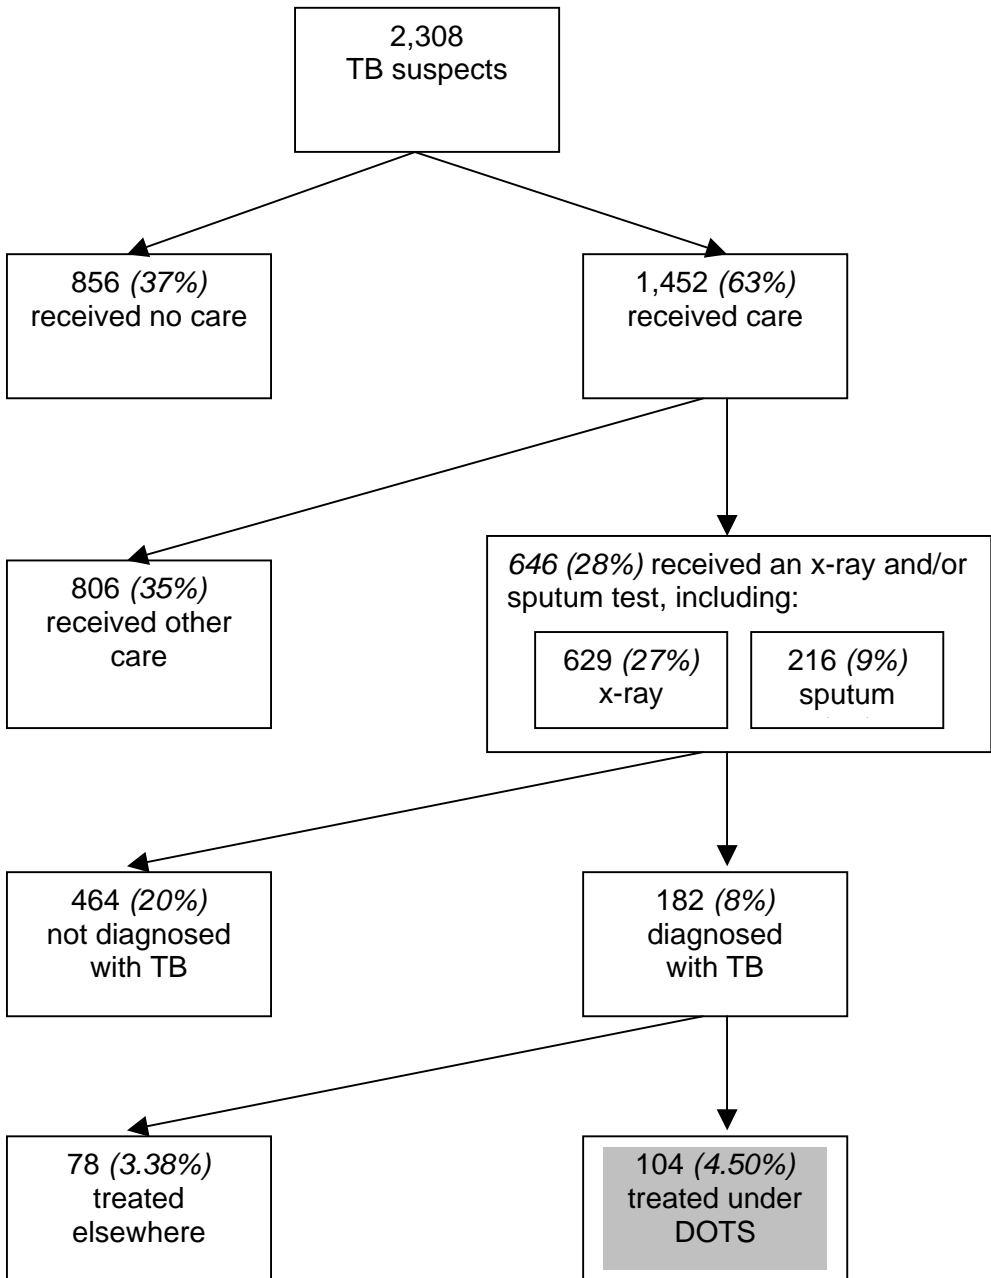 2,308
TB suspects
856 (37%)
received no care
1,452 (63%)
received care
806 (35%)
received other
care
646 (28%) received an x-ray and/or
sputum test, including:
629 (27%)
x-ray
216 (9%)
sputum
464 (20%)
not diagnosed
with TB
182 (8%)
diagnosed
with TB
78 (3.38%)
treated
elsewhere
104 (4.50%)
treated under
DOTS